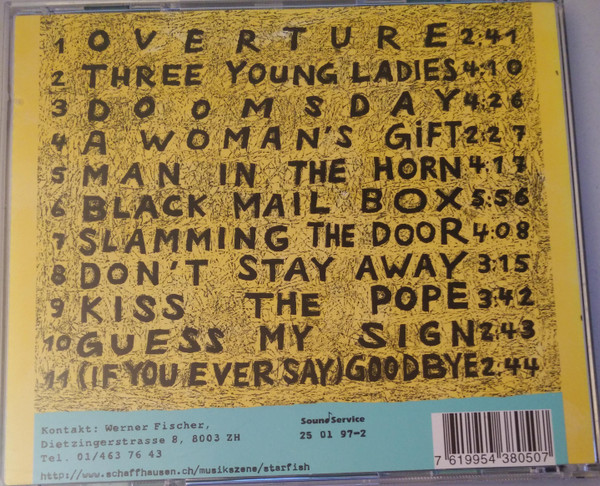 1 OVERTURE 2:41
2 THREE YOUNG LADIES 4:10
3 DOOMSDAY 4:26
4 A WOMAN'S GiFT 2:27
5 MAN IN THE HORN 4:17
6 BLACK MAIL BOX 5:56
7 SLAMMING THE DOOR 4:08
8 DON'T STAY AWAY 3:15
9 KISS THE POPE 3:42
10 GUESS MY SIGN 2:43
11 (IF YOU EVER SAY) GOODBYE 2:44
Kontakt: Werner Fischer,
Dietzingerstrasse 8, 8003 ZH
Tel. 01/463 76 43
http://www.schaffhausen.ch/musikszene/starfish
SoundService
25 01 97-2
7 619954 380507